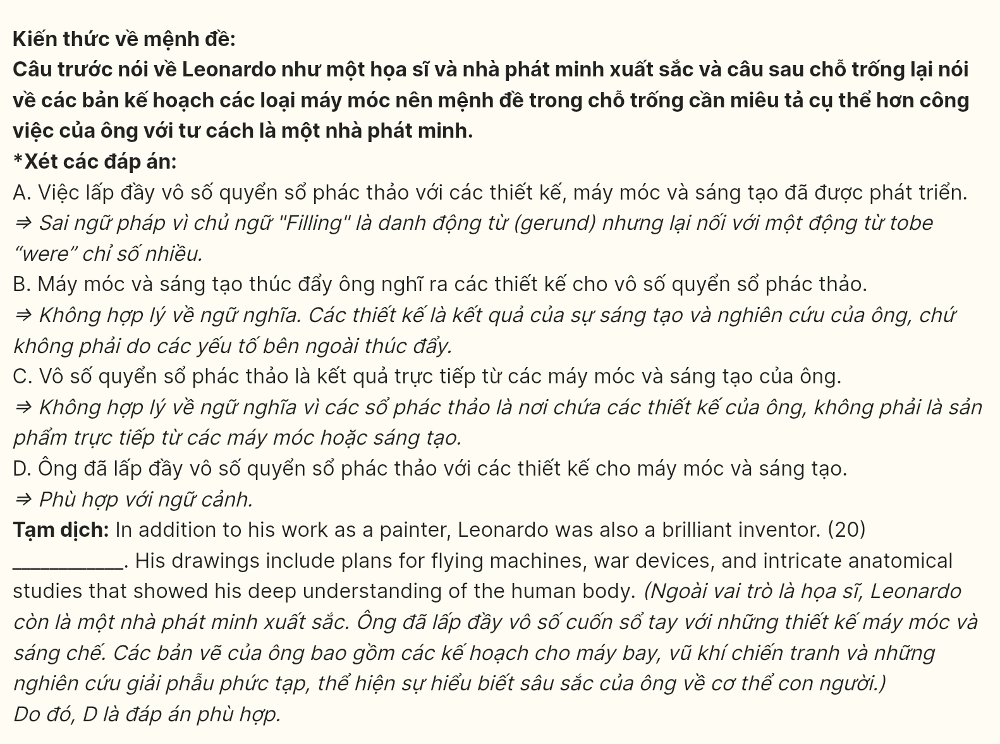 Kiến thức về mệnh đề:
Câu trước nói về Leonardo như một họa sĩ và nhà phát minh xuất sắc và câu sau chỗ trống lại nói
về các bản kế hoạch các loại máy móc nên mệnh đề trong chỗ trống cần miêu tả cụ thể hơn công
việc của ông với tư cách là một nhà phát minh.
*Xét các đáp án:
A. Việc lấp đầy vô số quyển sổ phác thảo với các thiết kế, máy móc và sáng tạo đã được phát triển.
⇒ Sai ngữ pháp vì chủ ngữ "Filling" là danh động từ (gerund) nhưng lại nối với một động từ tobe
“were” chỉ số nhiều.
B. Máy móc và sáng tạo thúc đẩy ông nghĩ ra các thiết kế cho vô số quyển sổ phác thảo.
⇒ Không hợp lý về ngữ nghĩa. Các thiết kế là kết quả của sự sáng tạo và nghiên cứu của ông, chứ
không phải do các yếu tố bên ngoài thúc đẩy.
C. Vô số quyển sổ phác thảo là kết quả trực tiếp từ các máy móc và sáng tạo của ông.
⇒ Không hợp lý về ngữ nghĩa vì các sổ phác thảo là nơi chứa các thiết kế của ông, không phải là sản
phẩm trực tiếp từ các máy móc hoặc sáng tạo.
D. Ông đã lấp đầy vô số quyển sổ phác thảo với các thiết kế cho máy móc và sáng tạo.
⇒ Phù hợp với ngữ cảnh.
Tạm dịch: In addition to his work as a painter, Leonardo was also a brilliant inventor. (20)
____________. His drawings include plans for flying machines, war devices, and intricate anatomical
studies that showed his deep understanding of the human body. (Ngoài vai trò là họa sĩ, Leonardo
còn là một nhà phát minh xuất sắc. Ông đã lấp đầy vô số cuốn sổ tay với những thiết kế máy móc và
sáng chế. Các bản vẽ của ông bao gồm các kế hoạch cho máy bay, vũ khí chiến tranh và những
nghiên cứu giải phẫu phức tạp, thể hiện sự hiểu biết sâu sắc của ông về cơ thể con người.)
Do đó, D là đáp án phù hợp.